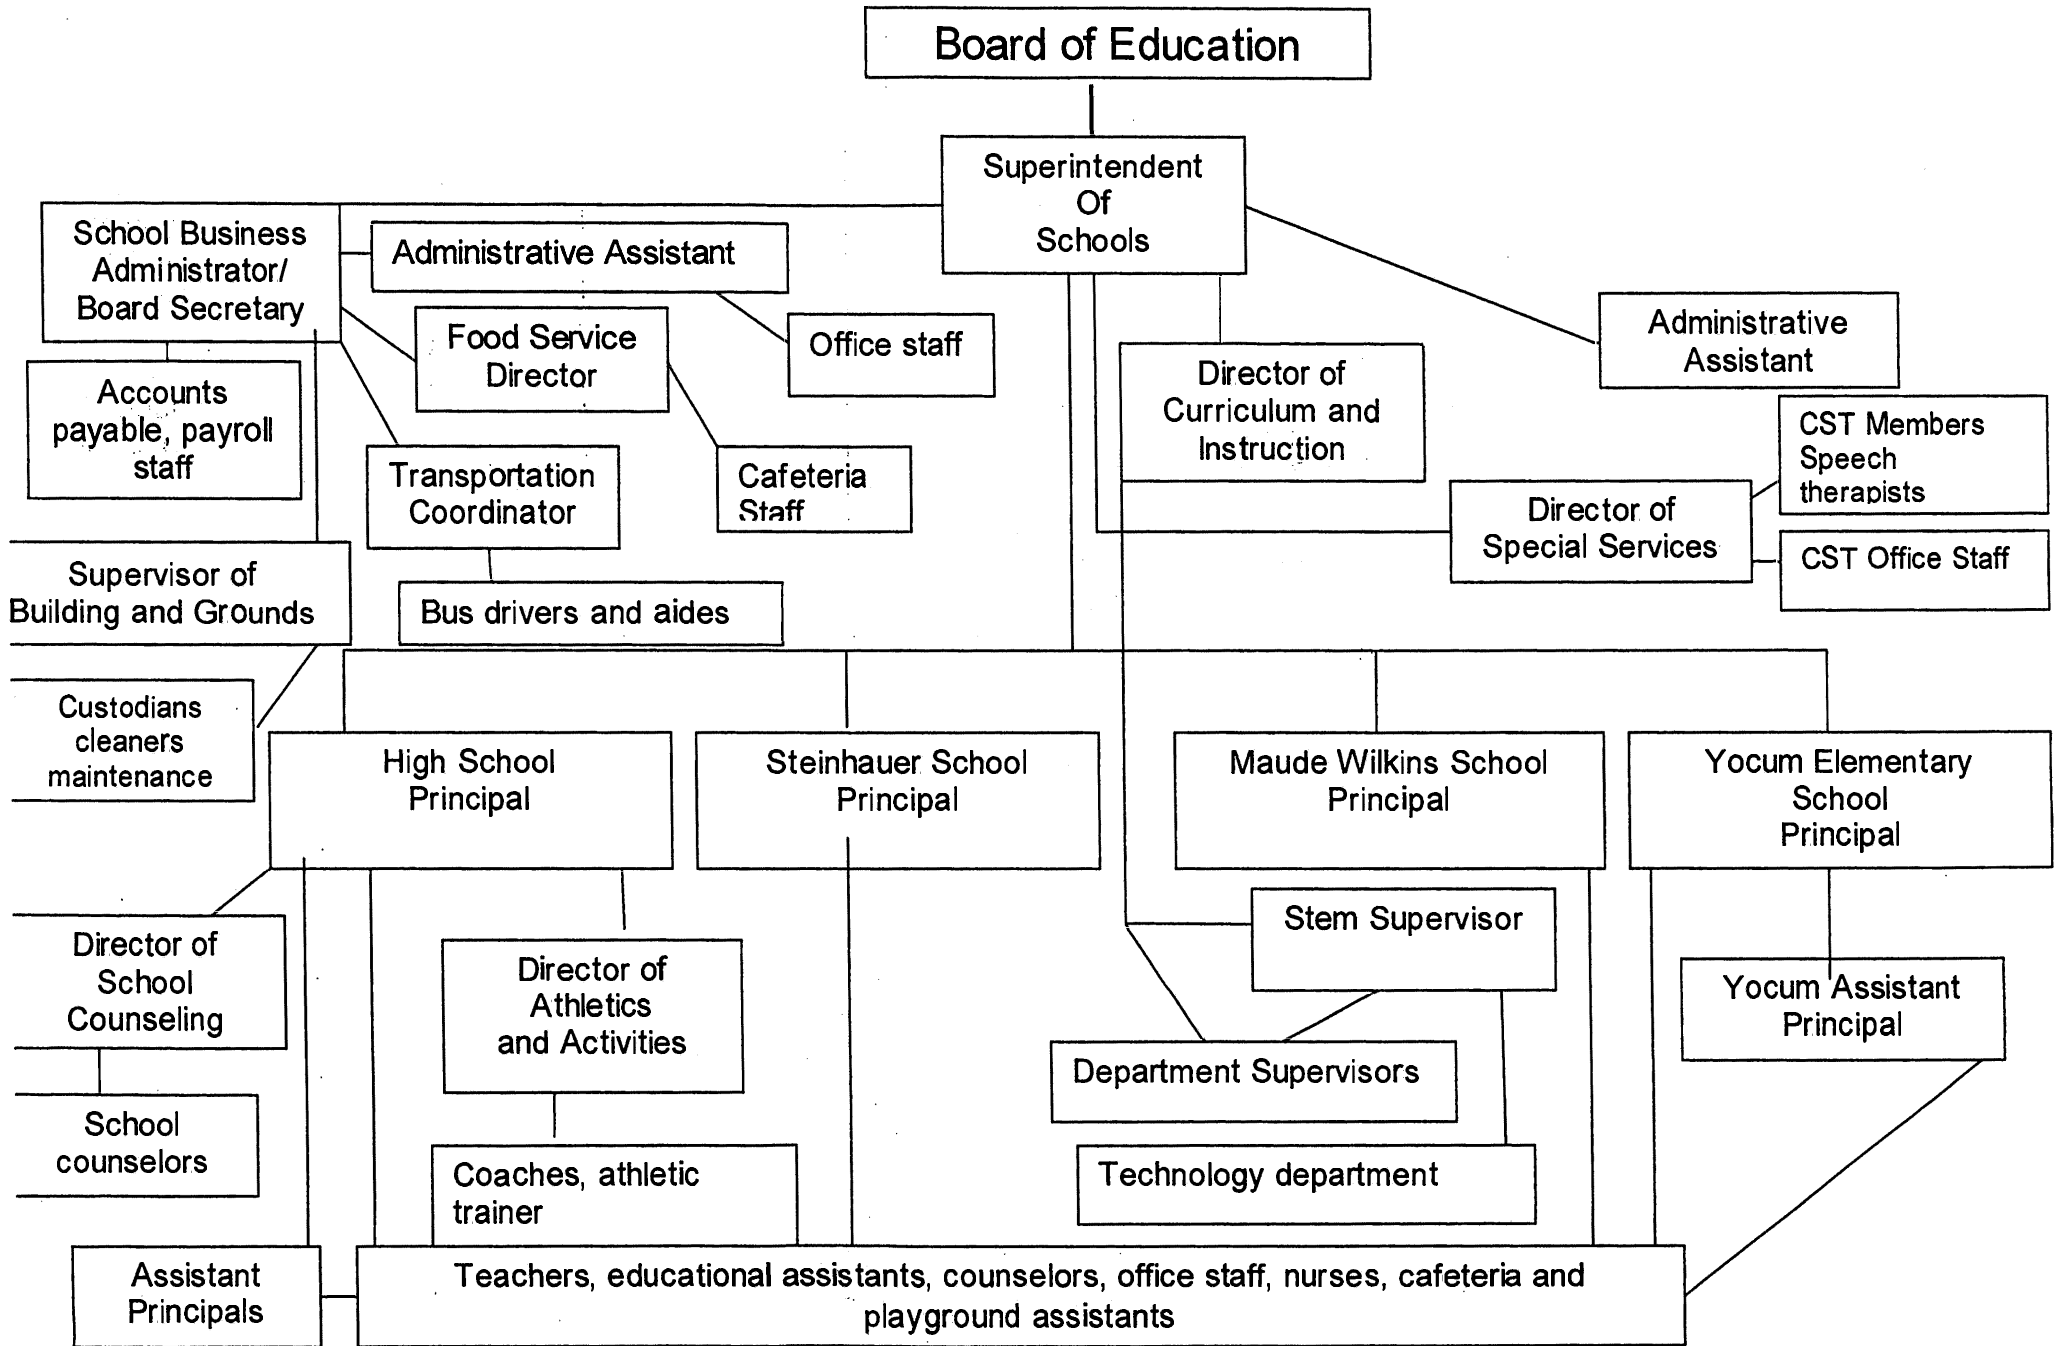 Board of Education
Superintendent
Of
Schools
School Business
Administrator/
Board Secretary
Administrative Assistant
Office staff
Food Service
Director
Cafeteria
Staff
Accounts
payable, payroll
staff
Transportation
Coordinator
Bus drivers and aides
Supervisor of
Building and Grounds
Custodians
cleaners
maintenance
Administrative
Assistant
Director of
Curriculum and
Instruction
Director of
Special Services
CST Members
Speech
therapists
CST Office Staff
High School
Principal
Steinhauer School
Principal
Maude Wilkins School
Principal
Yocum Elementary
School
Principal
Director of
School
Counseling
School
counselors
Director of
Athletics
and Activities
Coaches, athletic
trainer
Stem Supervisor
Department Supervisors
Technology department
Yocum Assistant
Principal
Assistant
Principals
Teachers, educational assistants, counselors, office staff, nurses, cafeteria and
playground assistants